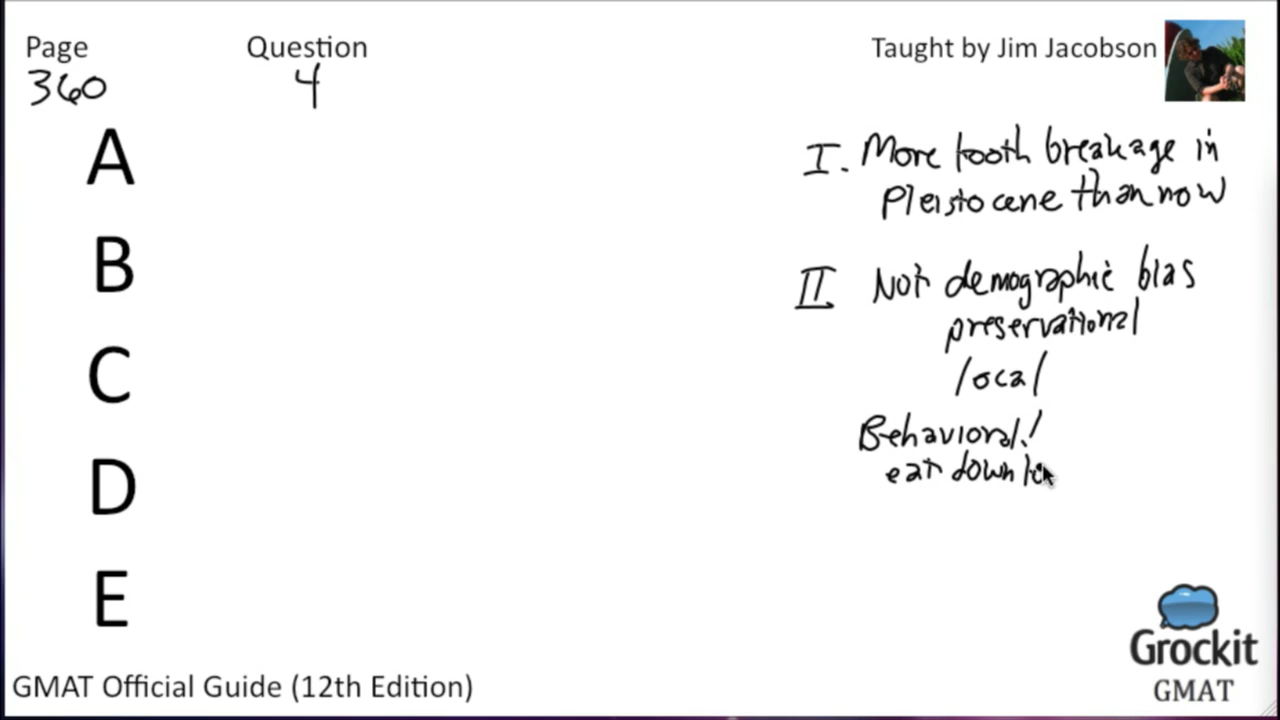 Page Question Taught by Jim Jacobson
360 4
A
B
C
D
E
I. More tooth breakage in
Pleistocene than now
II. Not demographic bias
preservational
local
Behavioral!
eat down
Grockit
GMAT
GMAT Official Guide (12th Edition)